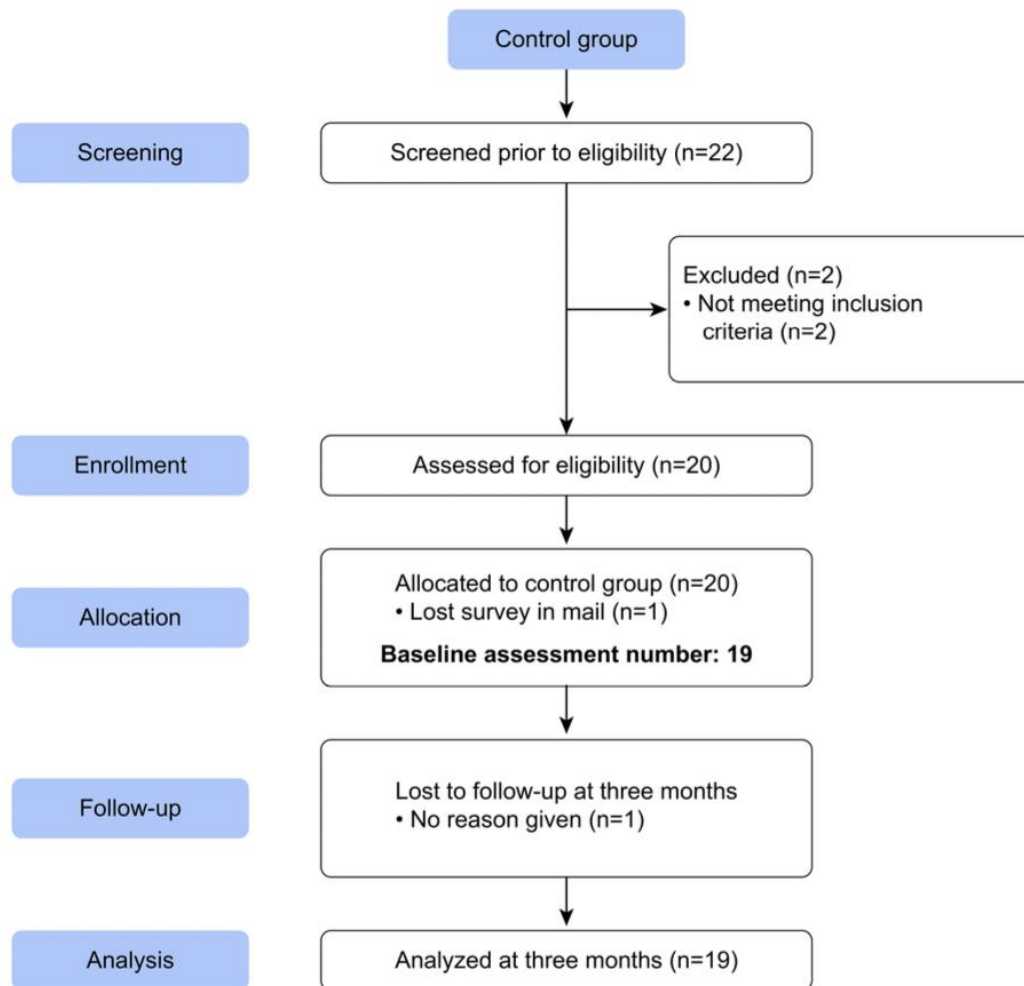 Control group
Screening
Screened prior to eligibility (n=22)
Excluded (n=2)
• Not meeting inclusion
criteria (n=2)
Enrollment
Assessed for eligibility (n=20)
Allocation
Allocated to control group (n=20)
• Lost survey in mail (n=1)
Baseline assessment number: 19
Follow-up
Lost to follow-up at three months
• No reason given (n=1)
Analysis
Analyzed at three months (n=19)